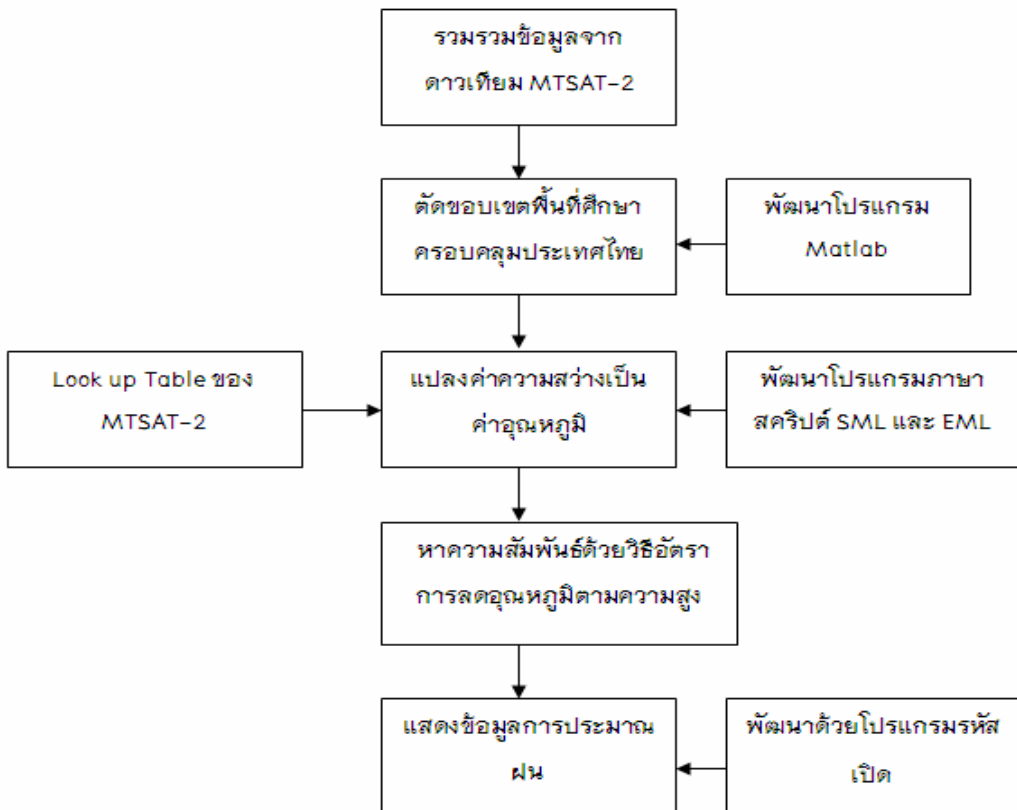 รวมรวมข้อมูลจาก
ดาวเทียม MTSAT-2
ตัดขอบเขตพื้นที่ศึกษา
ครอบคลุมประเทศไทย
พัฒนาโปรแกรม
Matlab
Look up Table ของ
MTSAT-2
แปลงค่าความสว่างเป็น
ค่าอุณหภูมิ
พัฒนาโปรแกรมภาษา
สคริปต์ SML และ EML
หาความสัมพันธ์ด้วยวิธีอัตรา
การลดอุณหภูมิตามความสูง
แสดงข้อมูลการประมาณ
ฝน
พัฒนาด้วยโปรแกรมรหัส
เปิด